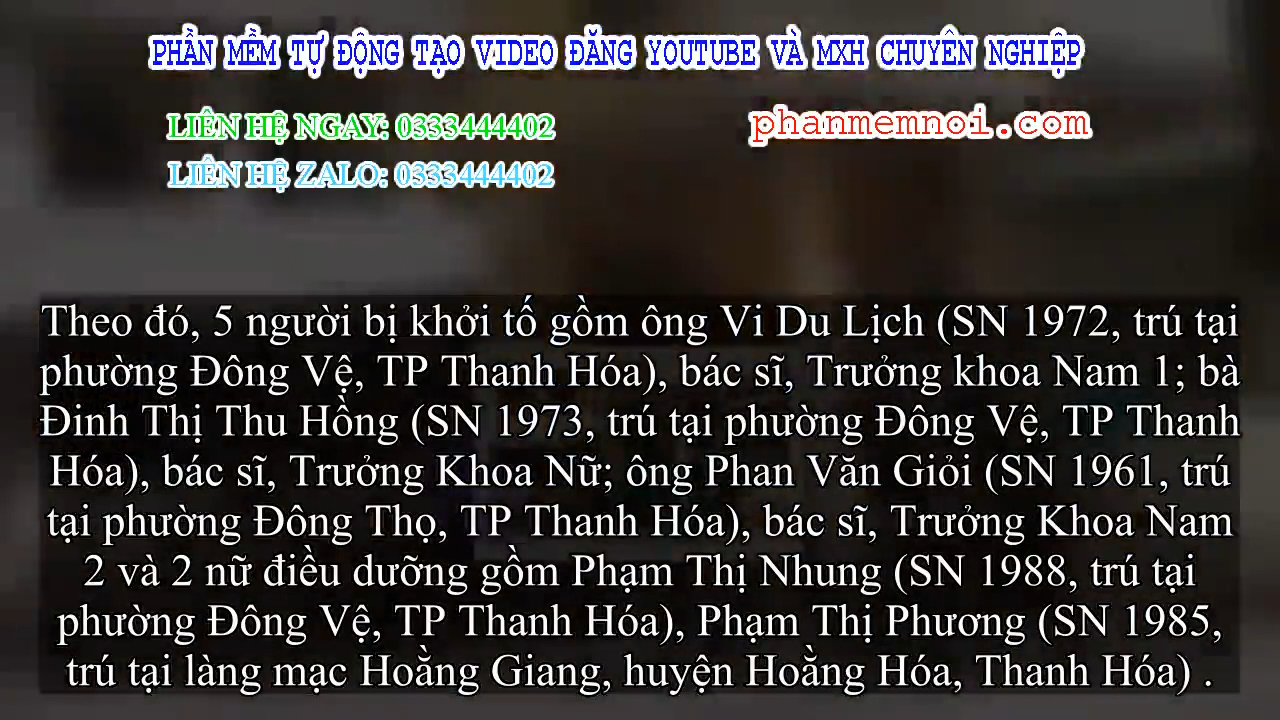 PHẦN MỀM TỰ ĐỘNG TẠO VIDEO ĐĂNG YOUTUBE VÀ MXH CHUYÊN NGHIỆP
LIÊN HỆ NGAY: 0333444402
phanmemnoi.com
LIÊN HỆ ZALO: 0333444402
Theo đó, 5 người bị khởi tố gồm ông Vi Du Lịch (SN 1972, trú tại
phường Đông Vệ, TP Thanh Hóa), bác sĩ, Trưởng khoa Nam 1; bà
Đinh Thị Thu Hồng (SN 1973, trú tại phường Đông Vệ, TP Thanh
Hóa), bác sĩ, Trưởng Khoa Nữ; ông Phan Văn Giỏi (SN 1961, trú
tại phường Đông Thọ, TP Thanh Hóa), bác sĩ, Trưởng Khoa Nam
2 và 2 nữ điều dưỡng gồm Phạm Thị Nhung (SN 1988, trú tại
phường Đông Vệ, TP Thanh Hóa), Phạm Thị Phương (SN 1985,
trú tại làng mạc Hoằng Giang, huyện Hoằng Hóa, Thanh Hóa) .